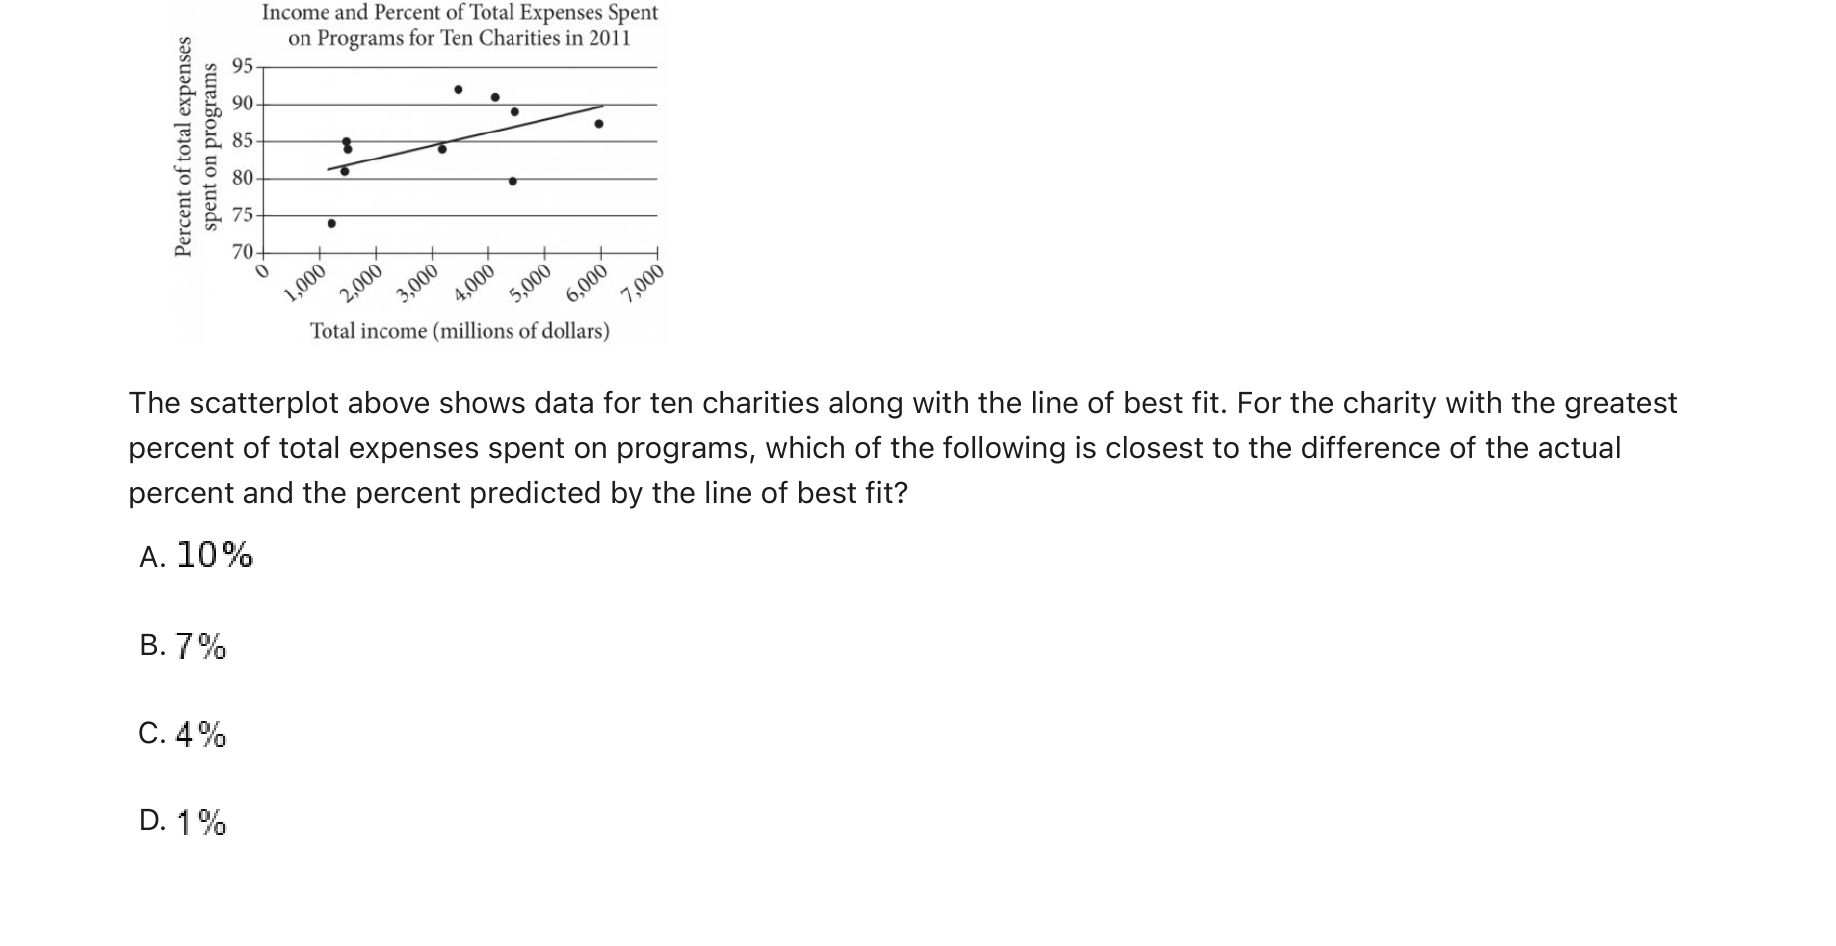 Income and Percent of Total Expenses Spent
on Programs for Ten Charities in 2011
Percent of total expenses
spent on programs
95
90
85
80
75
70
0
1,000
2,000
3,000
4,000
5,000
6,000
7,000
Total income (millions of dollars)
The scatterplot above shows data for ten charities along with the line of best fit. For the charity with the greatest
percent of total expenses spent on programs, which of the following is closest to the difference of the actual
percent and the percent predicted by the line of best fit?
A. 10%
B. 7%
C. 4%
D. 1%